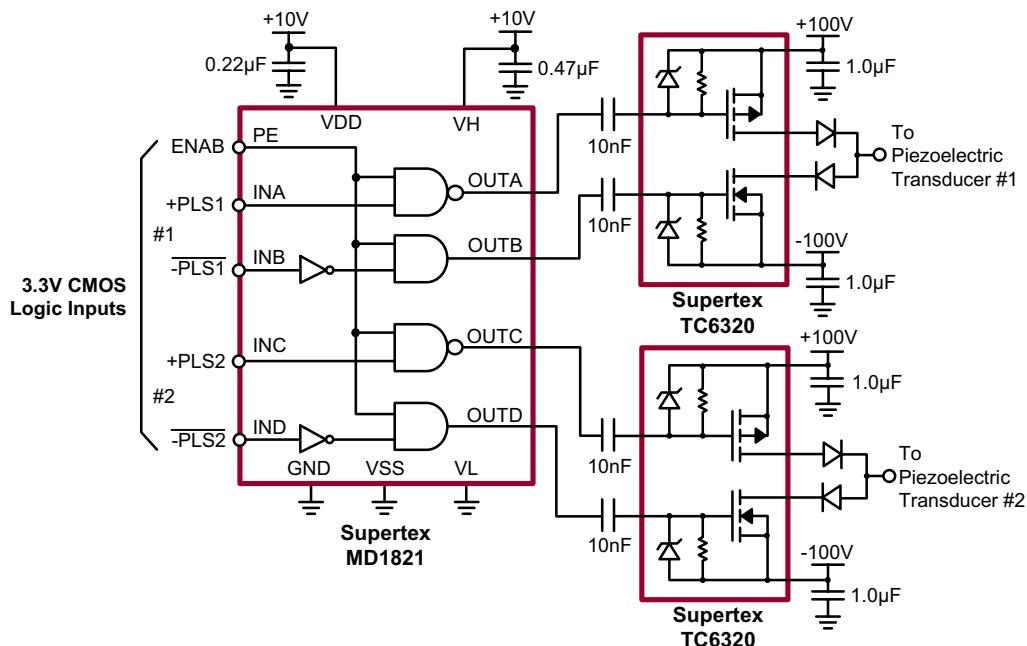 +10V
+10V
+100V
0.22µF
0.47µF
1.0µF
VDD
VH
ENAB
PE
10nF
To
Piezoelectric
Transducer #1
OUTA
+PLS1
INA
10nF
#1
OUTB
-PLS1
INB
-100V
1.0µF
3.3V CMOS
Logic Inputs
Supertex
TC6320
+100V
OUTC
+PLS2
INC
1.0µF
#2
OUTD
-PLS2
IND
10nF
To
Piezoelectric
Transducer #2
GND
VSS
VL
10nF
Supertex
MD1821
-100V
1.0µF
Supertex
TC6320